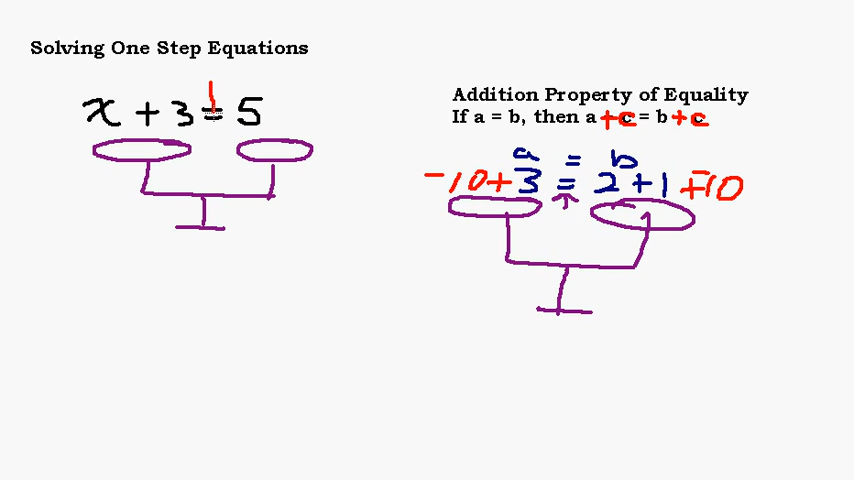 Solving One Step Equations
x + 3 = 5
Addition Property of Equality
If a = b, then a + c = b + c
a = b
-10 + 3 = 2 + 1 + -10